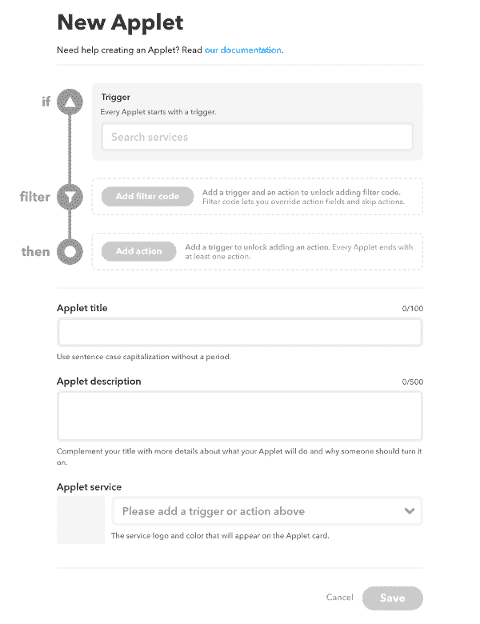 New Applet
Need help creating an Applet? Read our documentation.
if
Trigger
Every Applet starts with a trigger.
Search services
filter
Add filter code
Add a trigger and an action to unlock adding filter code.
Filter code lets you override action fields and skip actions.
then
Add action
Add a trigger to unlock adding an action. Every Applet ends with
at least one action.
Applet title
0/100
Use sentence case capitalization without a period.
Applet description
0/500
Complement your title with more details about what your Applet will do and why someone should turn it
on.
Applet service
Please add a trigger or action above
The service logo and color that will appear on the Applet card.
Cancel
Save